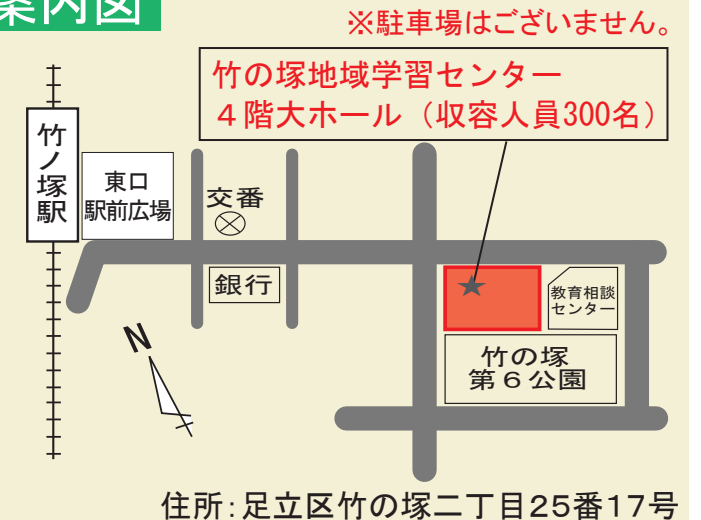 案内図
※駐車場はございません。
竹の塚地域学習センター
４階大ホール（収容人員300名）
竹ノ塚駅
東口
駅前広場
交番
銀行
教育相談
センター
竹の塚
第６公園
N
住所:足立区竹の塚二丁目25番17号